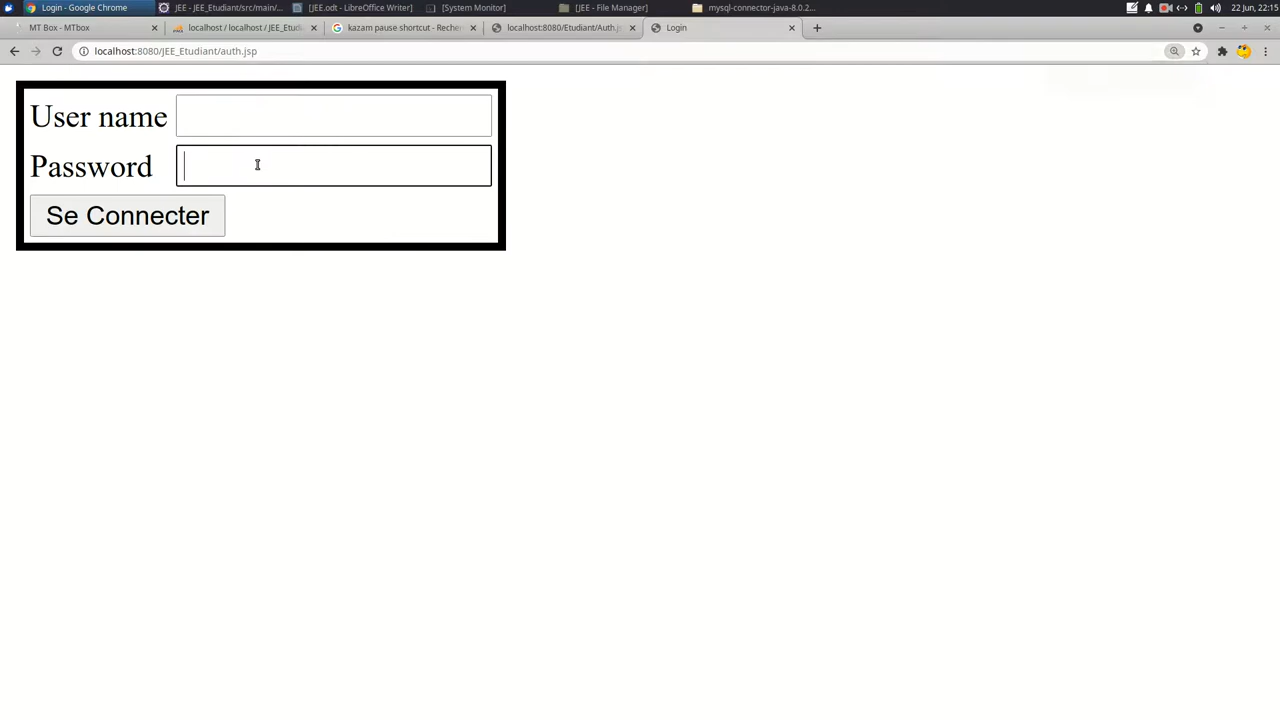 Login - Google Chrome
JEE - JEE_Etudiant/src/main/...
[JEE.odt - LibreOffice Writer]
[System Monitor]
[JEE - File Manager]
mysql-connector-java-8.0.2...
22 Jun, 22:15
MT Box - MTbox
localhost / localhost / JEE_Etudi
kazam pause shortcut - Recher
localhost:8080/Etudiant/Auth.j
Login
localhost:8080/JEE_Etudiant/auth.jsp
User name
Password
Se Connecter